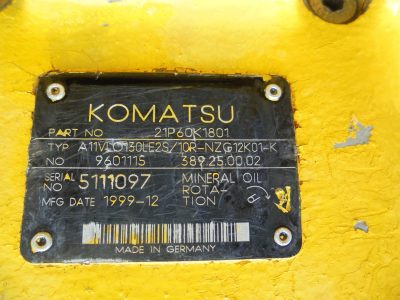 KOMATSU
PART NO 21P60K1801
TYP A11VLO130LE2S/10R-NZG12K01-K
NO 9601115 389.25.00.02
SERIAL NO 5111097 MINERAL OIL
ROTA-
MFG DATE 1999-12 TION
MADE IN GERMANY